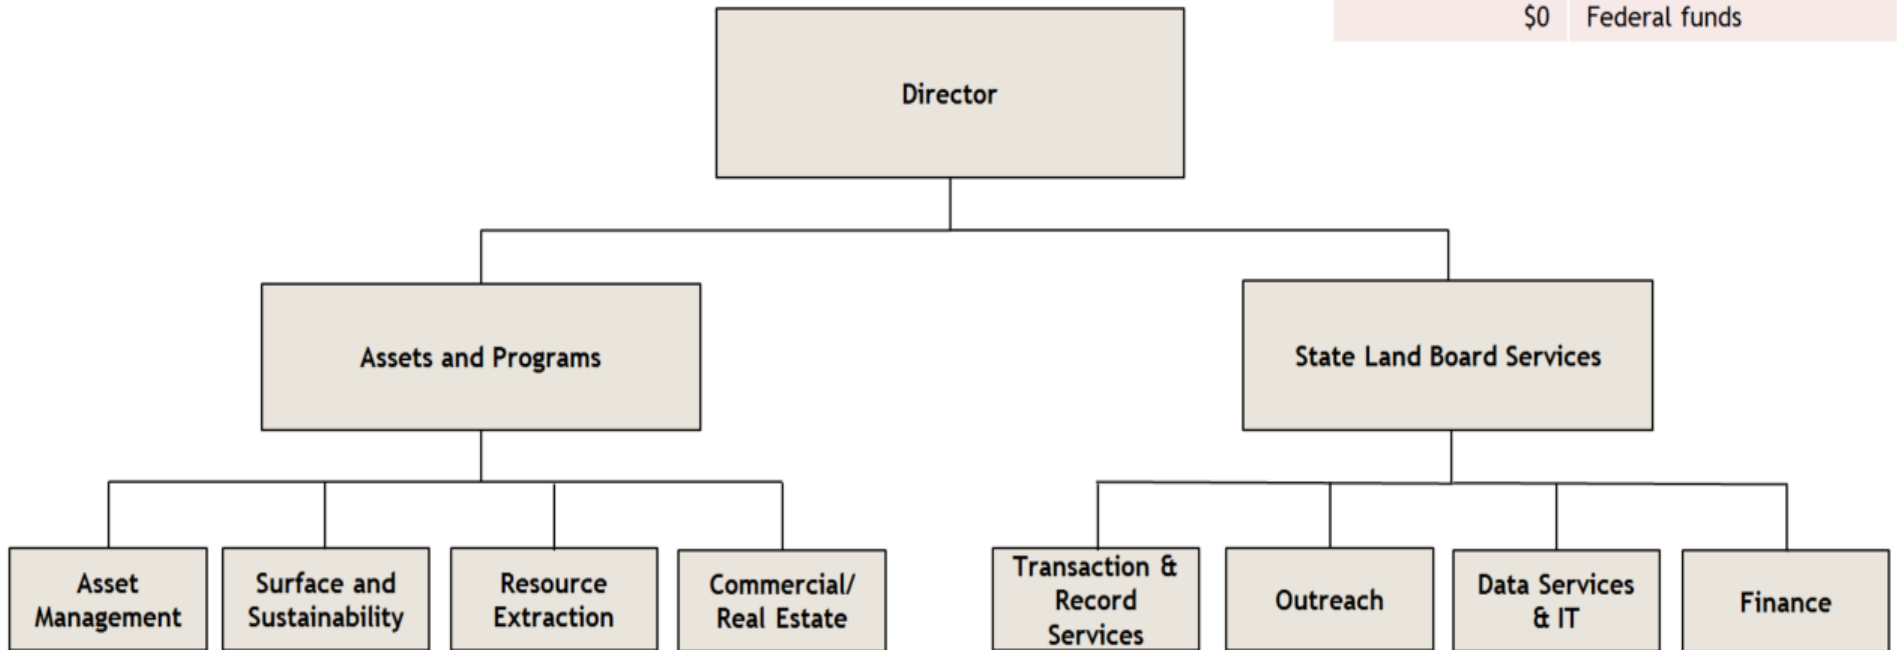 $0 Federal funds
Director
Assets and Programs
State Land Board Services
Asset
Management
Surface and
Sustainability
Resource
Extraction
Commercial/
Real Estate
Transaction &
Record
Services
Outreach
Data Services
& IT
Finance